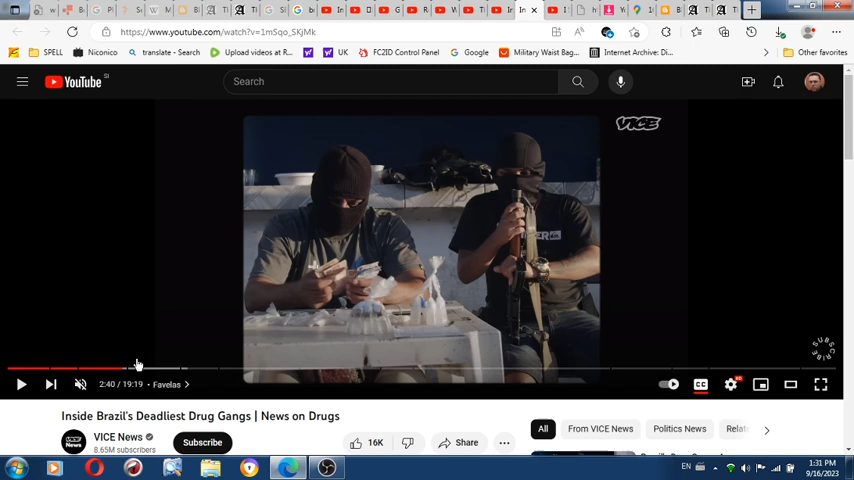 https://www.youtube.com/watch?v=1mSqo_SKjMk
SPELL
Niconico
translate - Search
Upload videos at R...
UK
FC2ID Control Panel
Google
Military Waist Bag...
Internet Archive: Di...
Other favorites
YouTube SI
Search
VICE
SUBSCRIBE
2:40 / 19:19 • Favelas
Inside Brazil's Deadliest Drug Gangs | News on Drugs
All
From VICE News
Politics News
Relate
VICE News
8.65M subscribers
Subscribe
16K
Share
EN
1:31 PM
9/16/2023